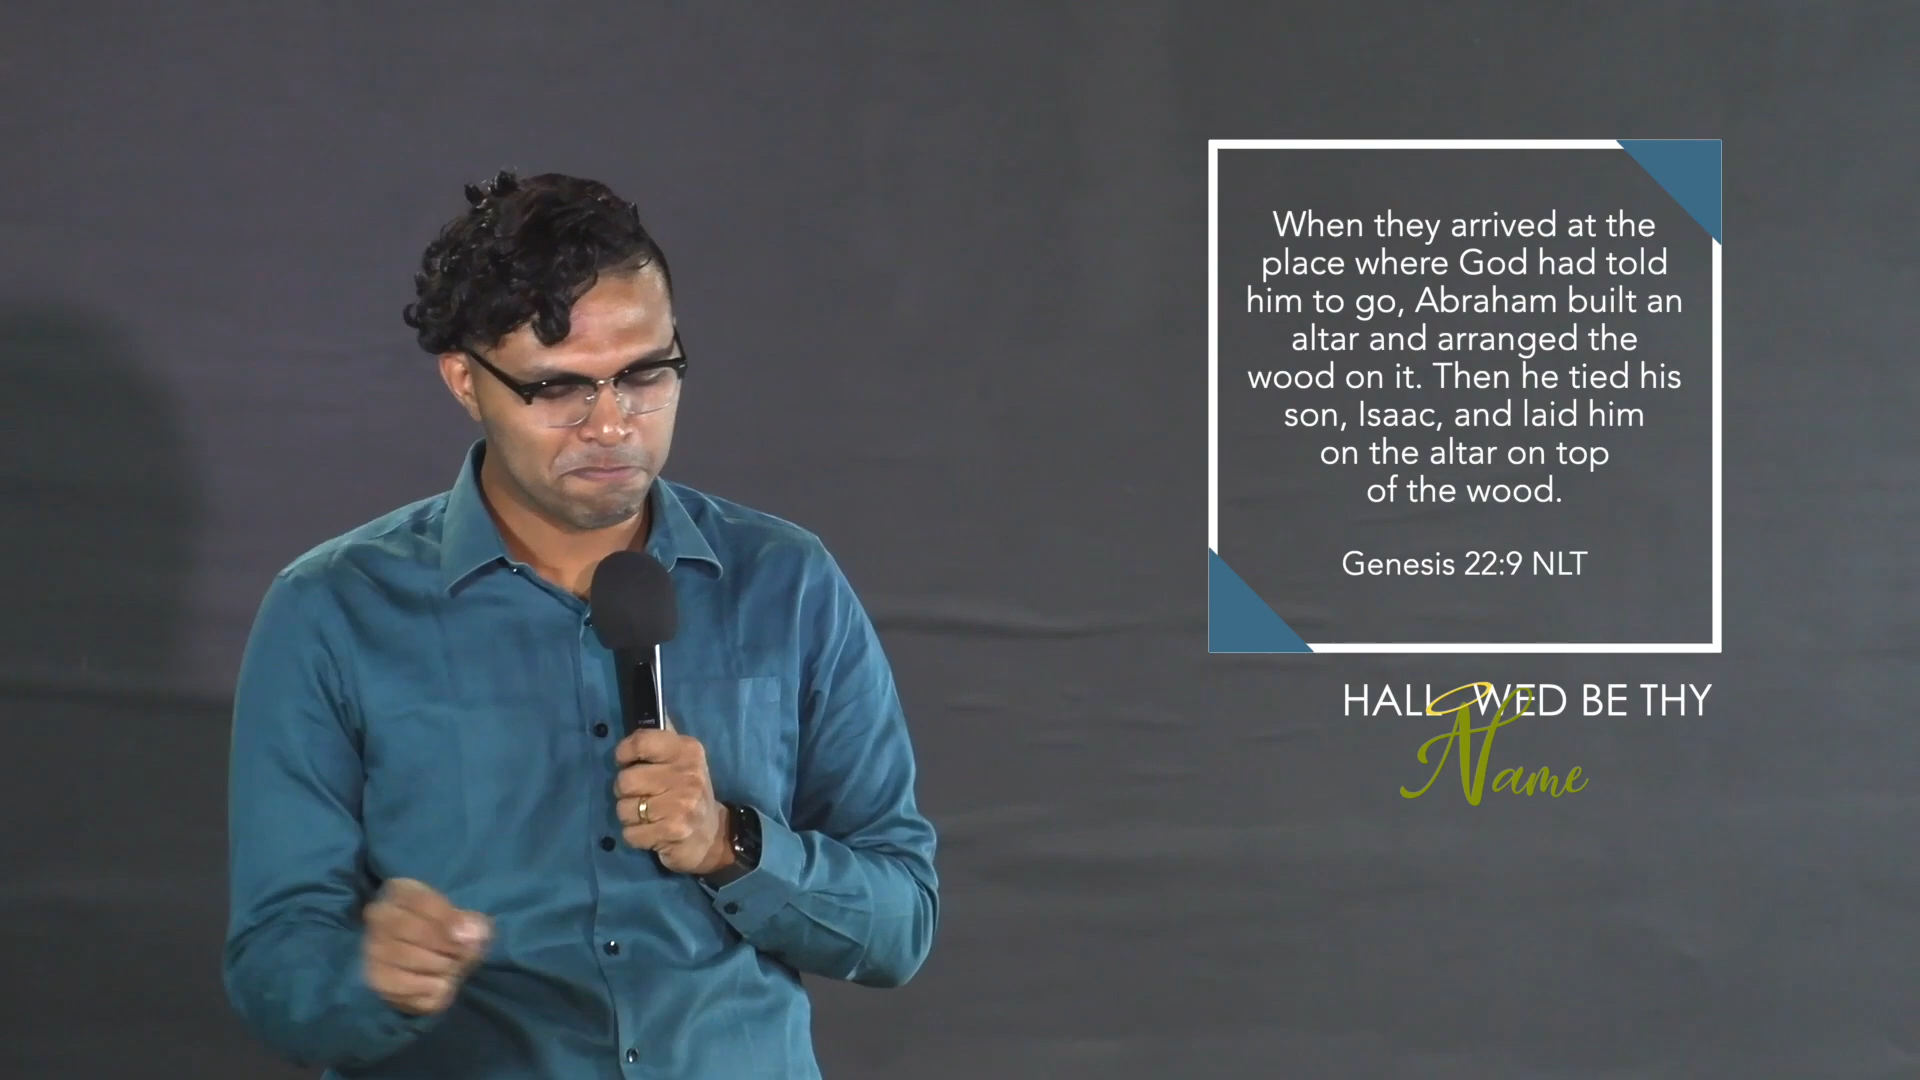 When they arrived at the
place where God had told
him to go, Abraham built an
altar and arranged the
wood on it. Then he tied his
son, Isaac, and laid him
on the altar on top
of the wood.
Genesis 22:9 NLT
HALLOWED BE THY
Name